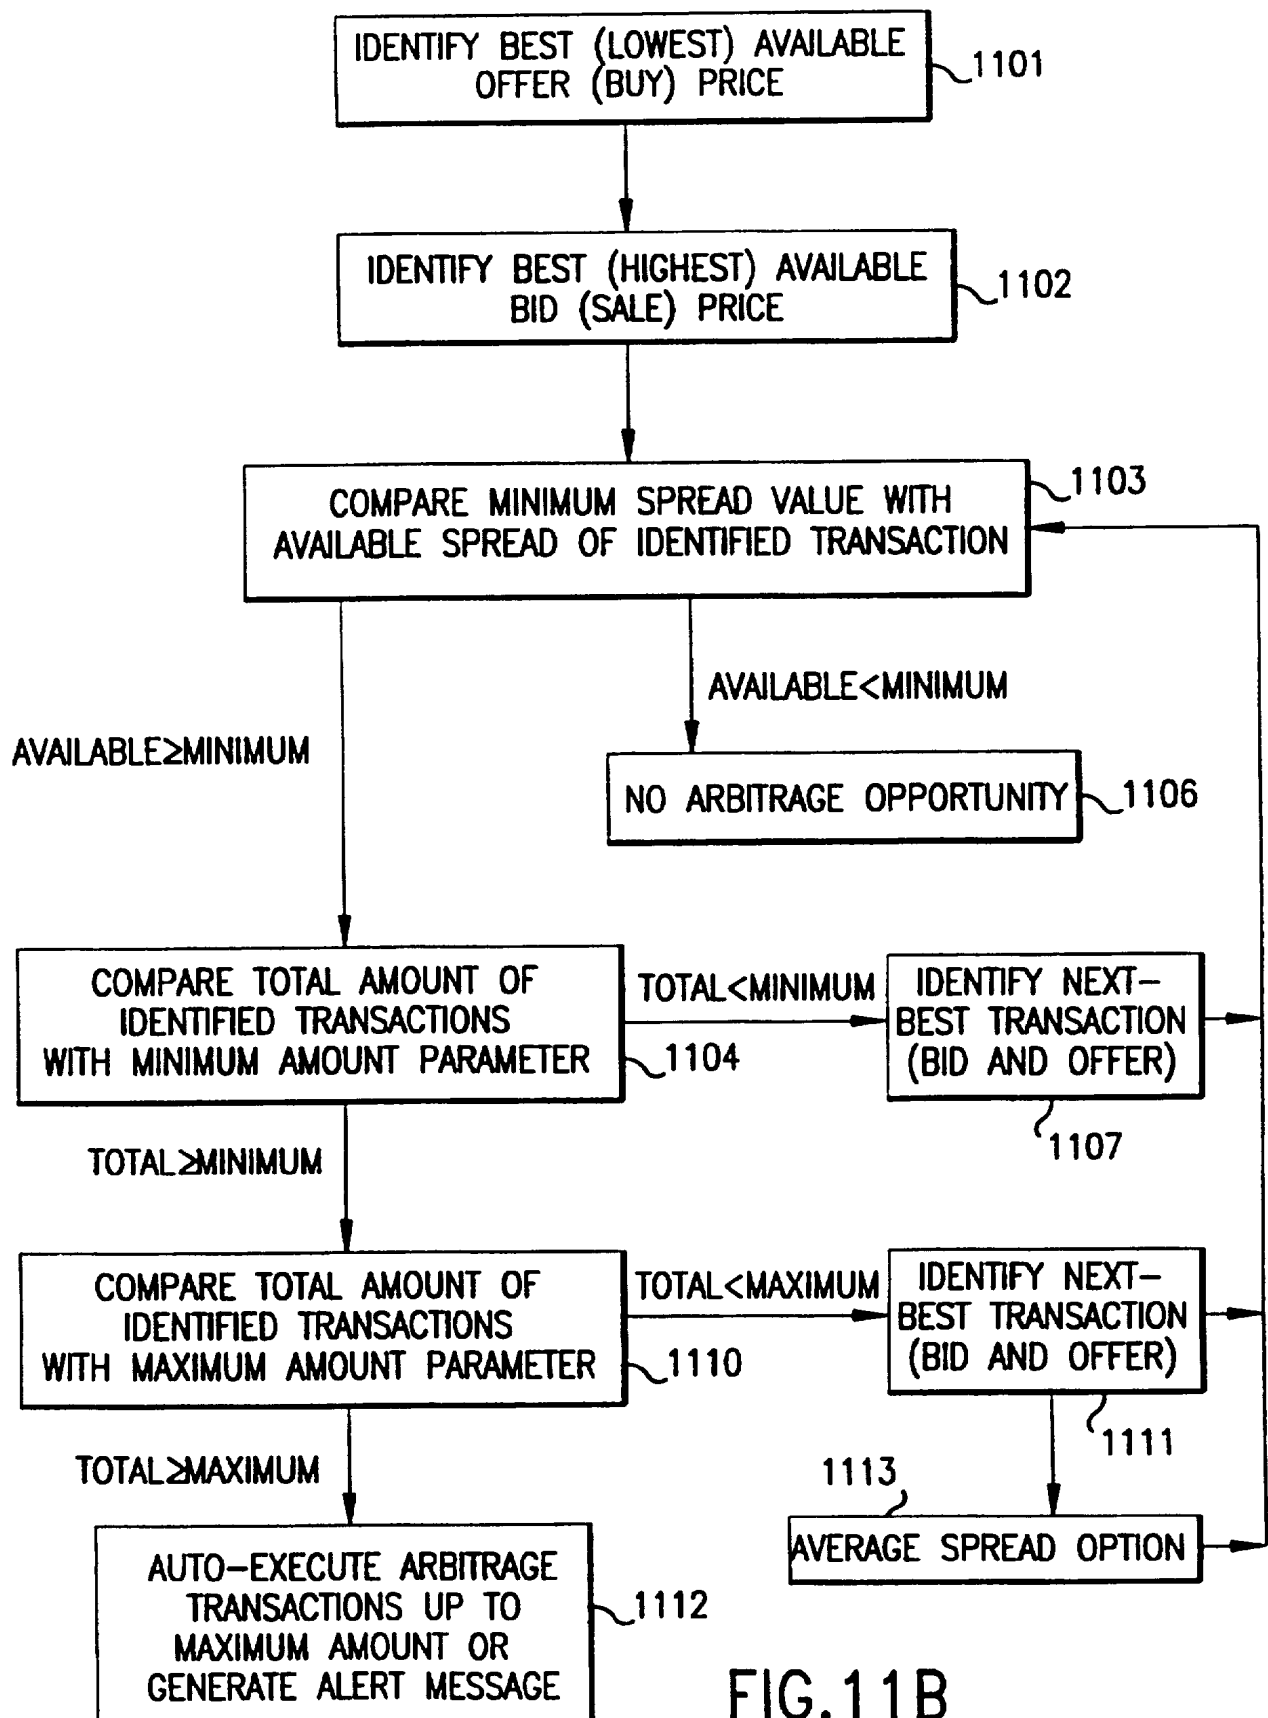 IDENTIFY BEST (LOWEST) AVAILABLE
OFFER (BUY) PRICE
1101
IDENTIFY BEST (HIGHEST) AVAILABLE
BID (SALE) PRICE
1102
COMPARE MINIMUM SPREAD VALUE WITH
AVAILABLE SPREAD OF IDENTIFIED TRANSACTION
1103
AVAILABLE<MINIMUM
AVAILABLE≥MINIMUM
NO ARBITRAGE OPPORTUNITY
1106
COMPARE TOTAL AMOUNT OF
IDENTIFIED TRANSACTIONS
WITH MINIMUM AMOUNT PARAMETER
1104
TOTAL<MINIMUM
IDENTIFY NEXT-
BEST TRANSACTION
(BID AND OFFER)
1107
TOTAL≥MINIMUM
COMPARE TOTAL AMOUNT OF
IDENTIFIED TRANSACTIONS
WITH MAXIMUM AMOUNT PARAMETER
1110
TOTAL<MAXIMUM
IDENTIFY NEXT-
BEST TRANSACTION
(BID AND OFFER)
1111
TOTAL≥MAXIMUM
1113
AVERAGE SPREAD OPTION
AUTO-EXECUTE ARBITRAGE
TRANSACTIONS UP TO
MAXIMUM AMOUNT OR
GENERATE ALERT MESSAGE
1112
FIG.11B